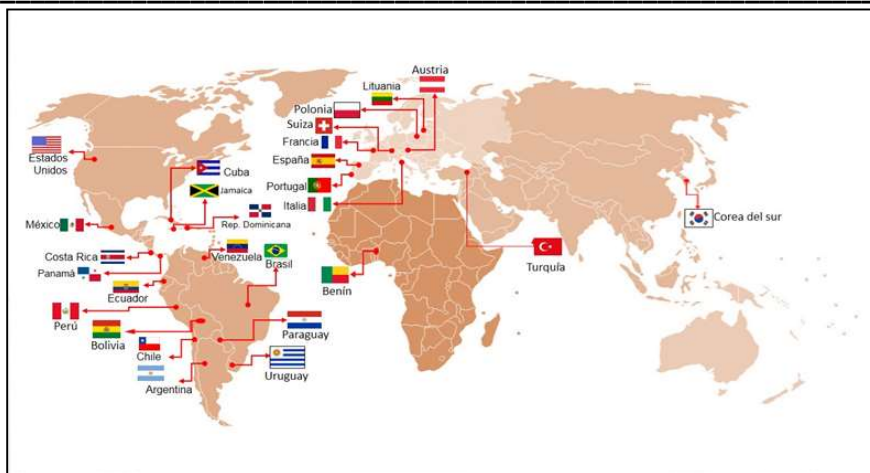 Austria
Lituania
Polonia
Suiza
Francia
España
Portugal
Italia
Estados
Unidos
Cuba
Jamaica
Rep. Dominicana
México
Costa Rica
Panamá
Ecuador
Venezuela
Brasil
Perú
Bolivia
Chile
Argentina
Paraguay
Uruguay
Benín
Turquía
Corea del sur